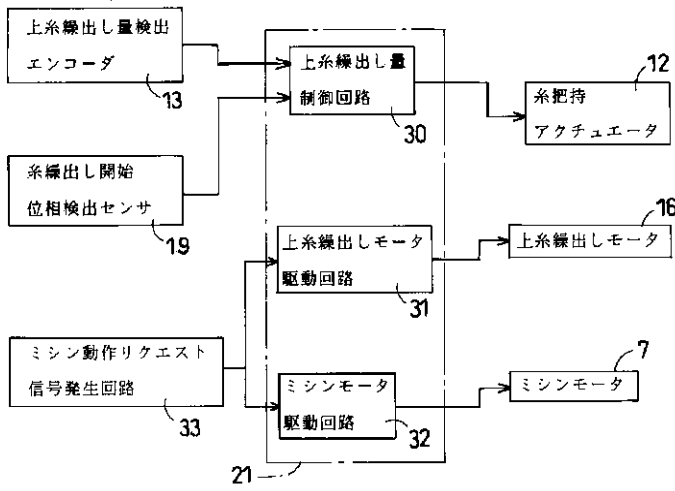 上糸繰出し量検出
エンコーダ
13
上糸繰出し量
制御回路
30
12
糸把持
アクチュエータ
糸繰出し開始
位相検出センサ
19
上糸繰出しモータ
駆動回路
31
16
上糸繰出しモータ
ミシン動作リクエスト
信号発生回路
33
ミシンモータ
駆動回路
32
7
ミシンモータ
21